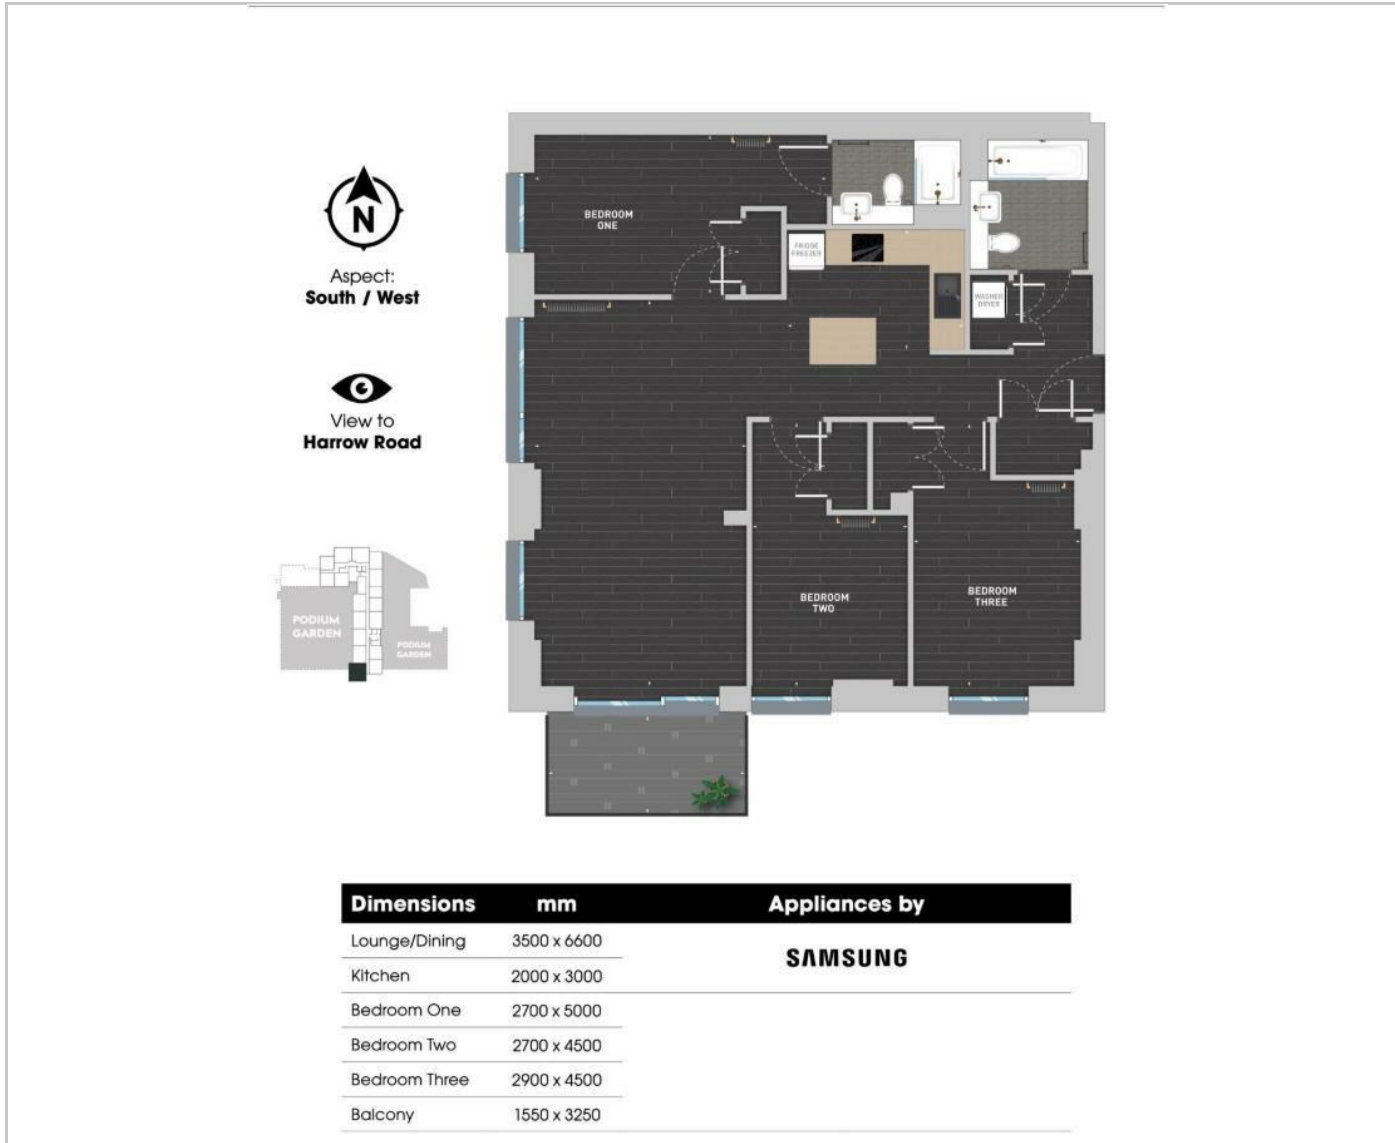 N
Aspect:
South / West
View to
Harrow Road
PODIUM
GARDEN
PODIUM
GARDEN
BEDROOM
ONE
FRIDGE
FREEZER
WASHER
DRYER
BEDROOM
TWO
BEDROOM
THREE
Dimensions mm Appliances by
Lounge/Dining 3500 x 6600
SAMSUNG
Kitchen 2000 x 3000
Bedroom One 2700 x 5000
Bedroom Two 2700 x 4500
Bedroom Three 2900 x 4500
Balcony 1550 x 3250